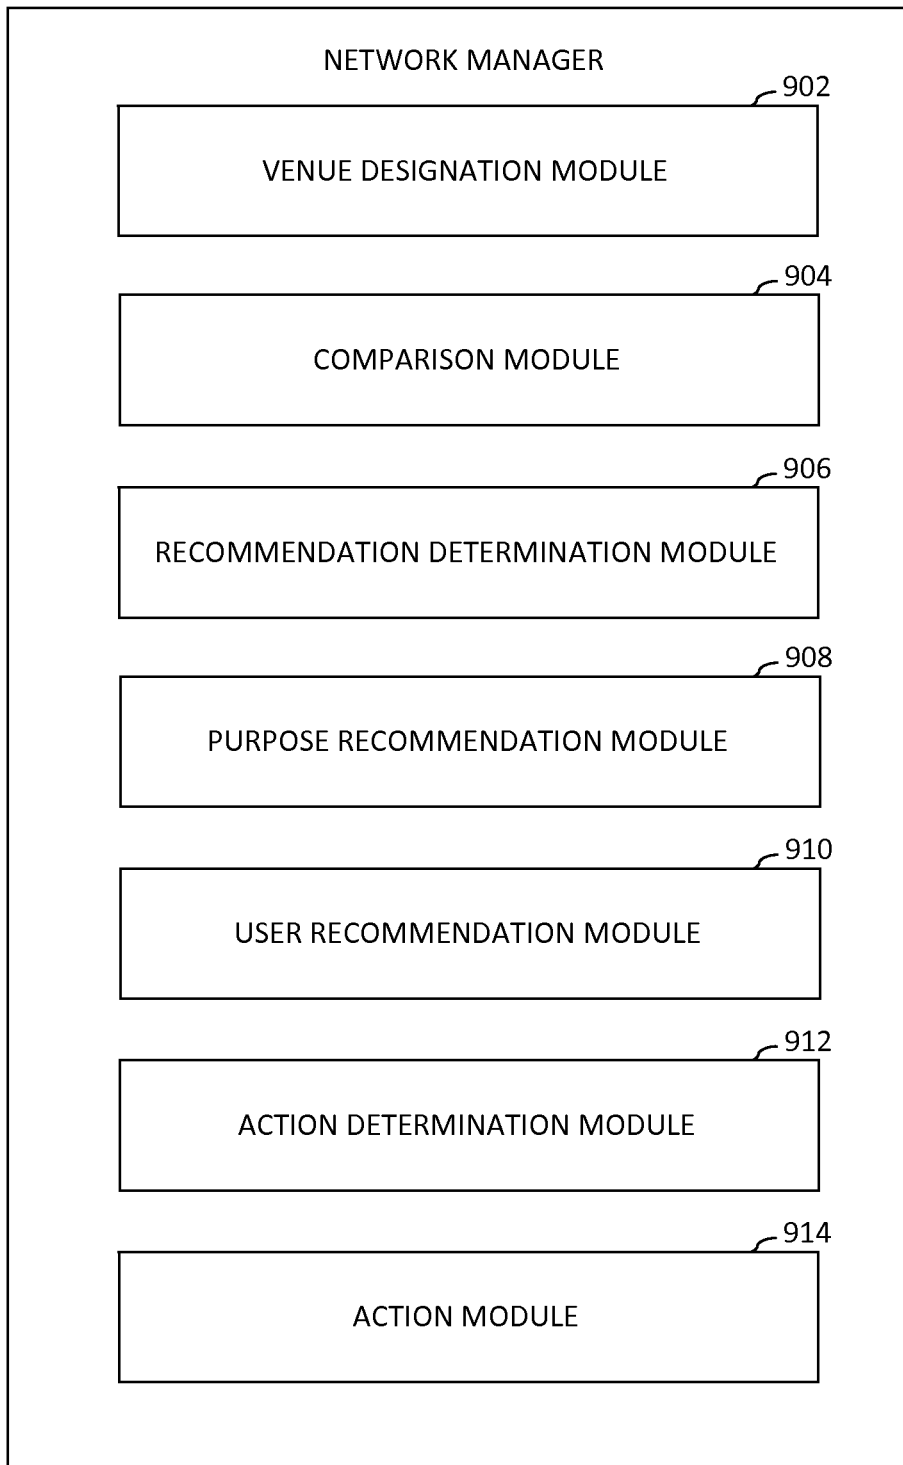 NETWORK MANAGER
902
VENUE DESIGNATION MODULE
904
COMPARISON MODULE
906
RECOMMENDATION DETERMINATION MODULE
908
PURPOSE RECOMMENDATION MODULE
910
USER RECOMMENDATION MODULE
912
ACTION DETERMINATION MODULE
914
ACTION MODULE